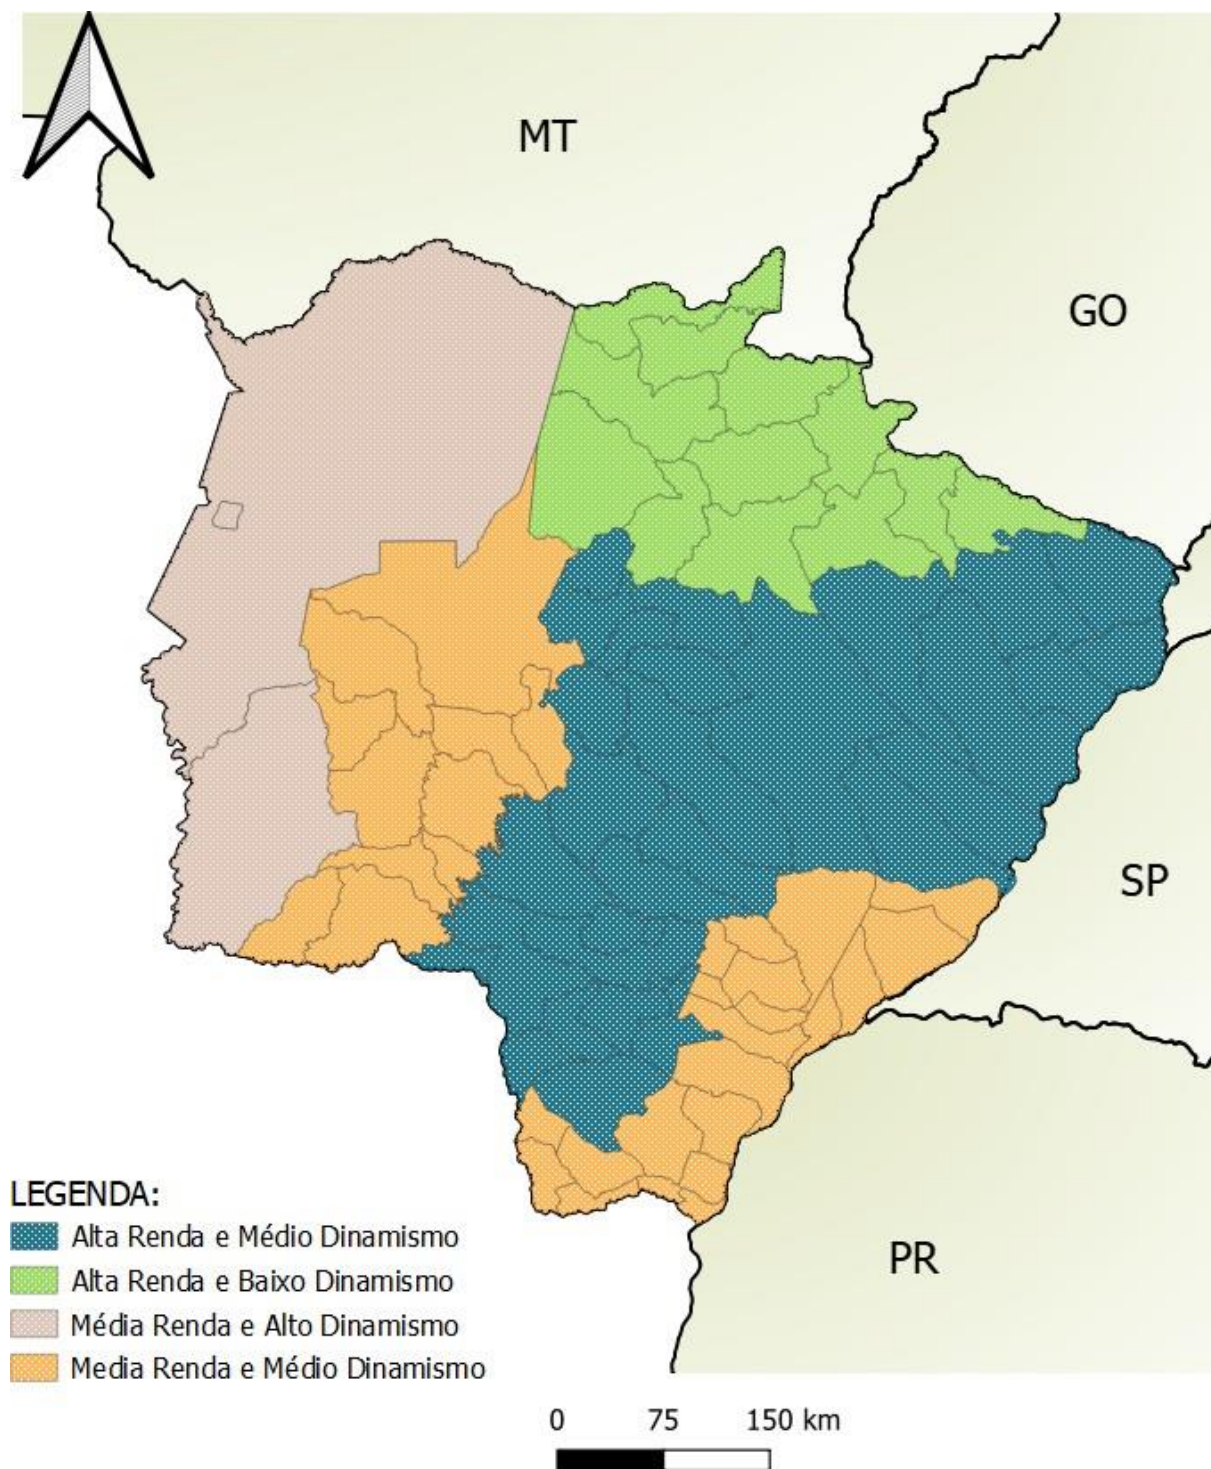 MT
GO
SP
PR
LEGENDA:
Alta Renda e Médio Dinamismo
Alta Renda e Baixo Dinamismo
Média Renda e Alto Dinamismo
Media Renda e Médio Dinamismo
0 75 150 km